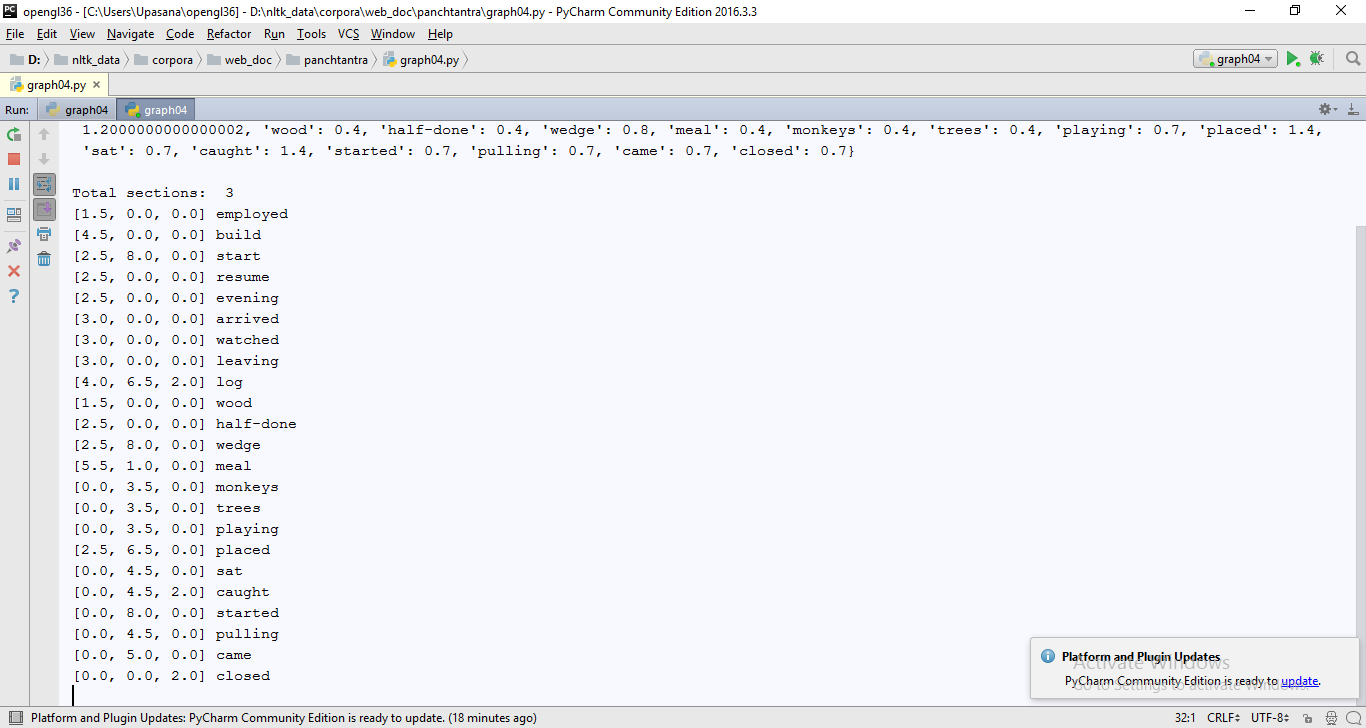 opengl36 - [C:\Users\Upasana\opengl36] - D:\nltk_data\corpora\web_doc\panchtantra\graph04.py - PyCharm Community Edition 2016.3.3
File Edit View Navigate Code Refactor Run Tools VCS Window Help
D: nltk_data corpora web_doc panchtantra graph04.py graph04
graph04.py
Run: graph04 graph04
1.2000000000000002, 'wood': 0.4, 'half-done': 0.4, 'wedge': 0.8, 'meal': 0.4, 'monkeys': 0.4, 'trees': 0.4, 'playing': 0.7, 'placed': 1.4,
'sat': 0.7, 'caught': 1.4, 'started': 0.7, 'pulling': 0.7, 'came': 0.7, 'closed': 0.7}
Total sections:  3
[1.5, 0.0, 0.0] employed
[4.5, 0.0, 0.0] build
[2.5, 8.0, 0.0] start
[2.5, 0.0, 0.0] resume
[2.5, 0.0, 0.0] evening
[3.0, 0.0, 0.0] arrived
[3.0, 0.0, 0.0] watched
[3.0, 0.0, 0.0] leaving
[4.0, 6.5, 2.0] log
[1.5, 0.0, 0.0] wood
[2.5, 0.0, 0.0] half-done
[2.5, 8.0, 0.0] wedge
[5.5, 1.0, 0.0] meal
[0.0, 3.5, 0.0] monkeys
[0.0, 3.5, 0.0] trees
[0.0, 3.5, 0.0] playing
[2.5, 6.5, 0.0] placed
[0.0, 4.5, 0.0] sat
[0.0, 4.5, 2.0] caught
[0.0, 8.0, 0.0] started
[0.0, 4.5, 0.0] pulling
[0.0, 5.0, 0.0] came
[0.0, 0.0, 2.0] closed
Platform and Plugin Updates
Activate Windows
PyCharm Community Edition is ready to update.
Go to Settings to activate Windows.
Platform and Plugin Updates: PyCharm Community Edition is ready to update. (18 minutes ago) 32:1 CRLF UTF-8